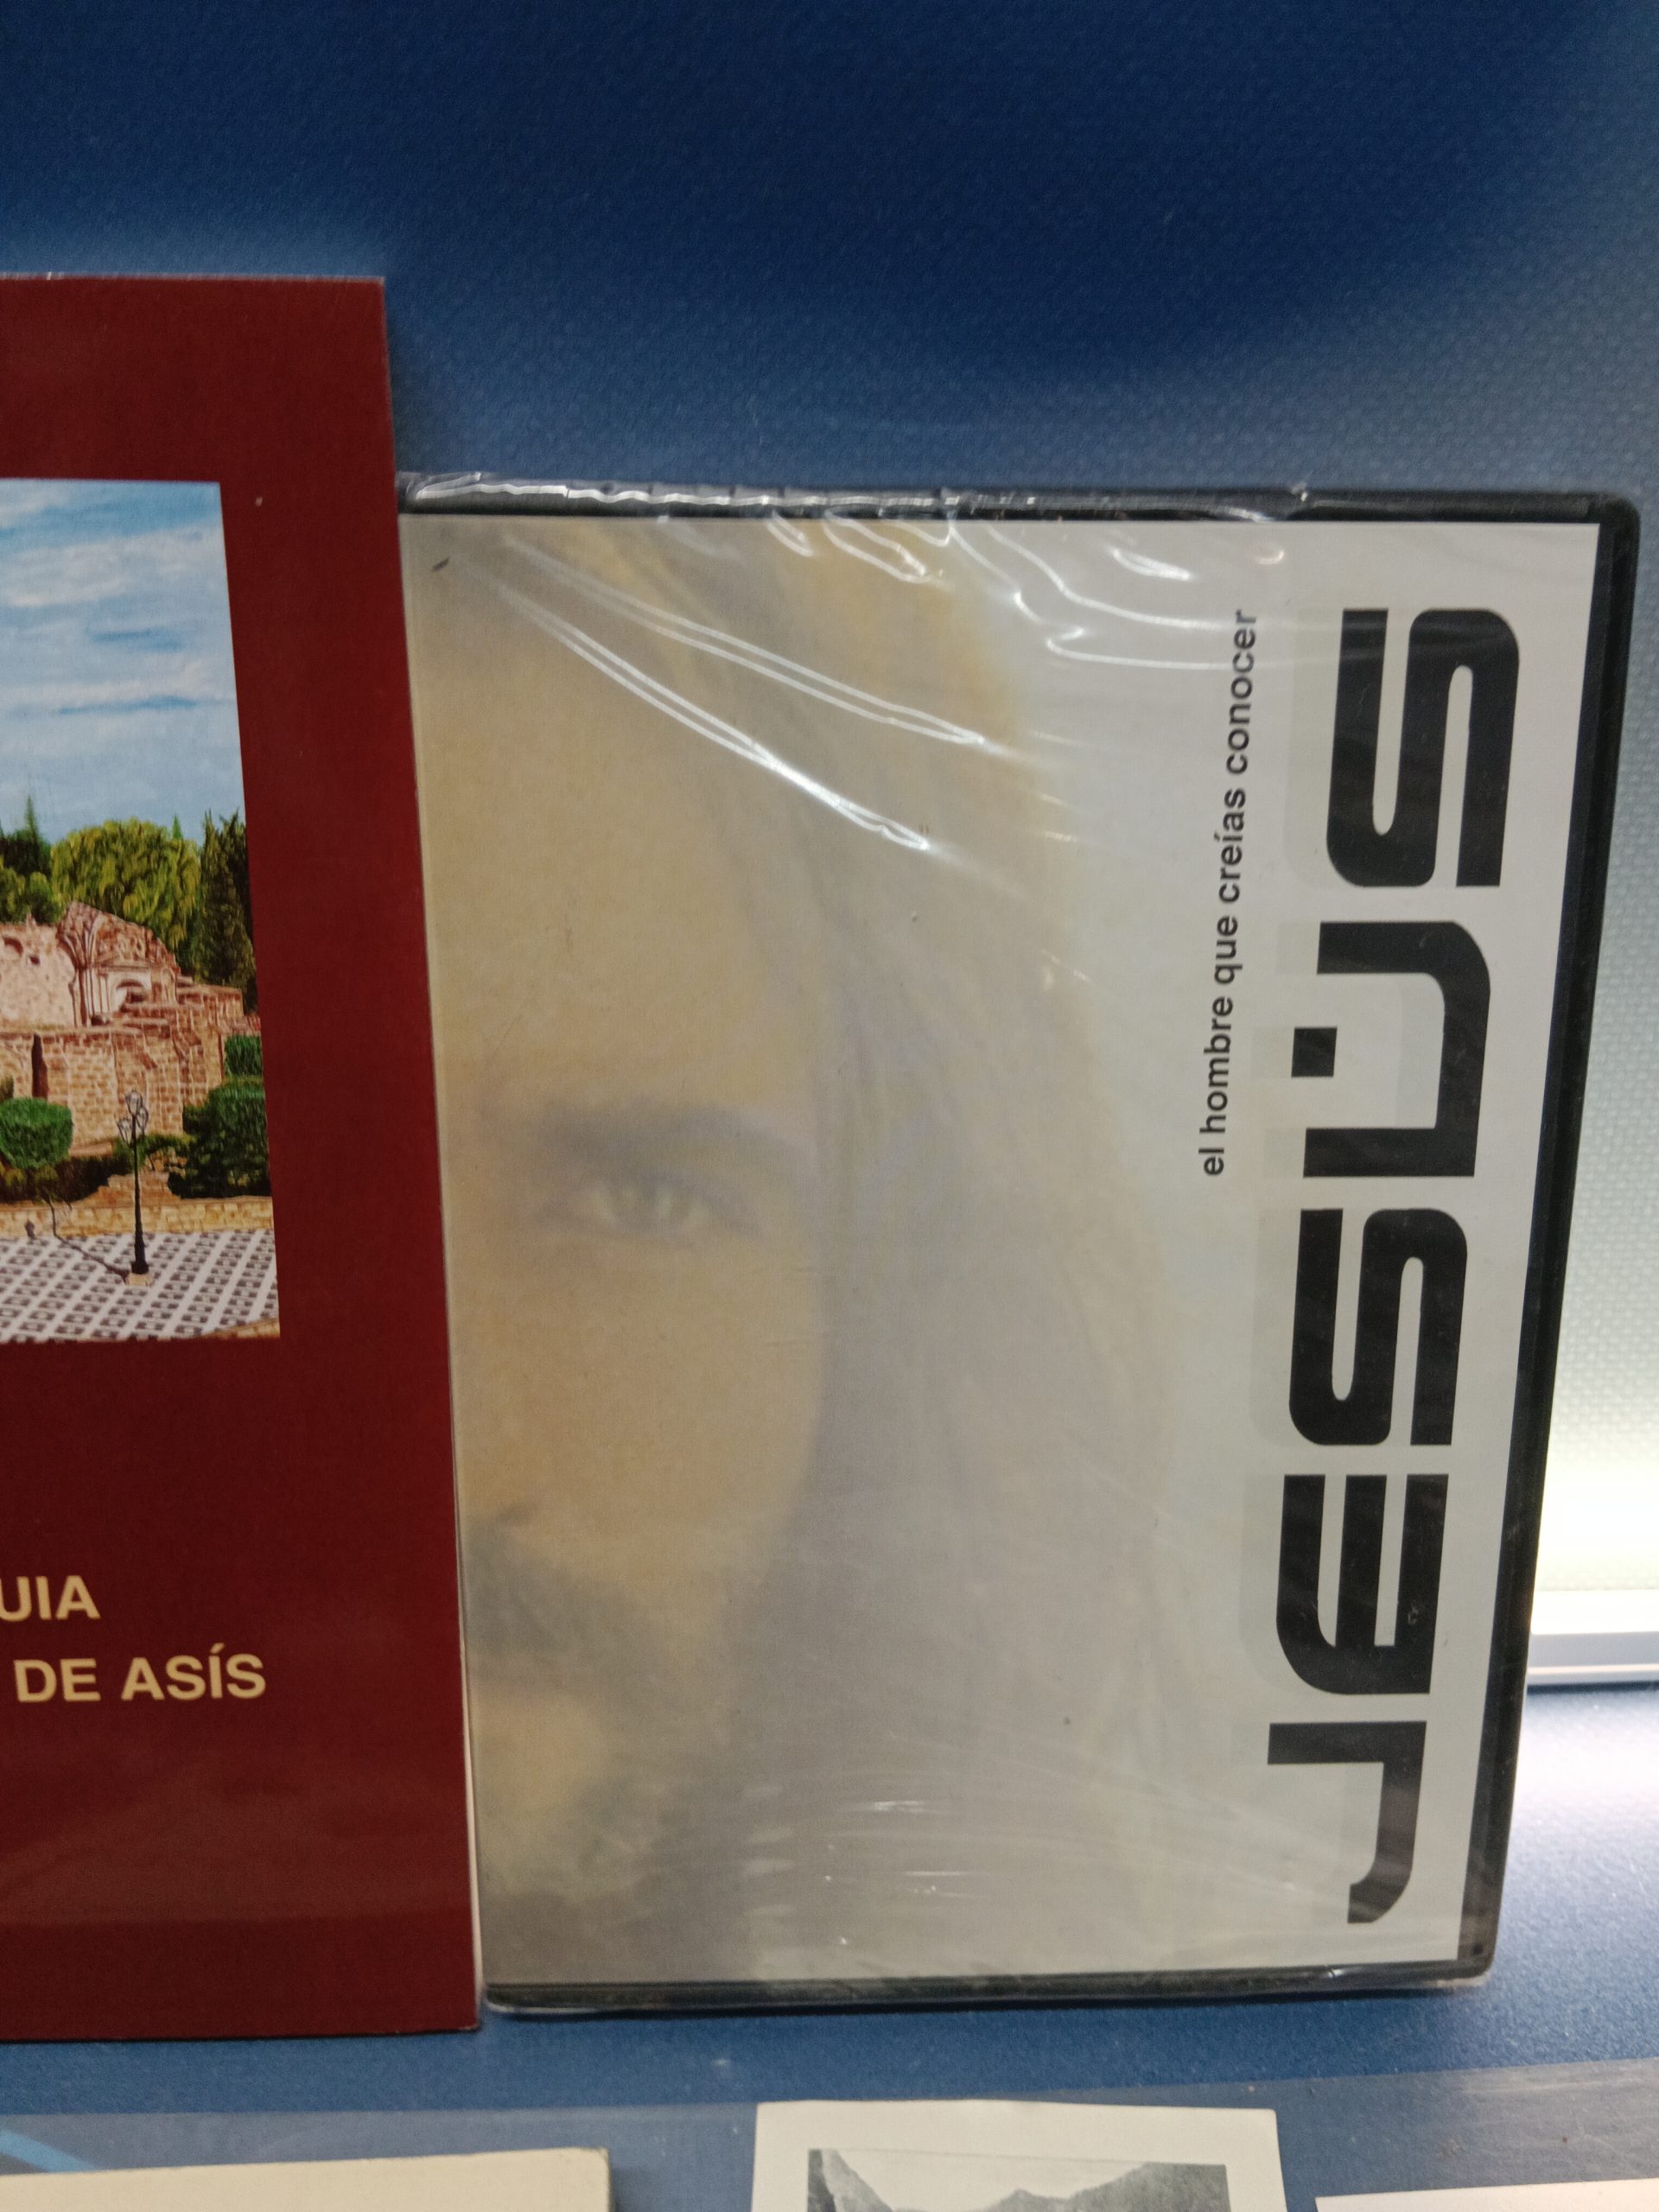 UIA
DE ASÍS
el hombre que creías conocer
JESÚS